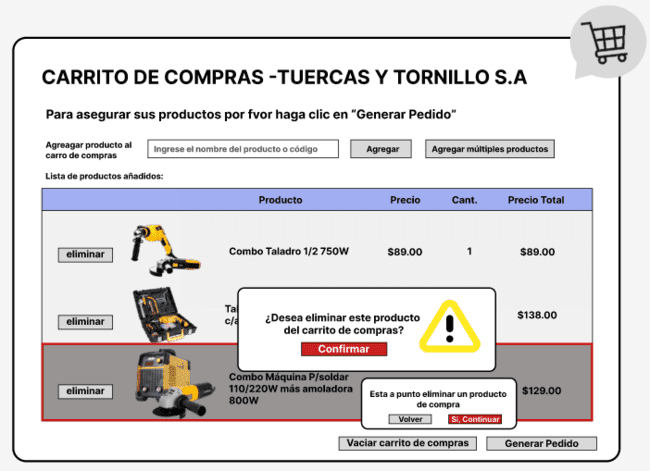 CARRITO DE COMPRAS -TUERCAS Y TORNILLO S.A
Para asegurar sus productos por fvor haga clic en “Generar Pedido”
Agreagar producto al
carro de compras
Ingrese el nombre del producto o código
Agregar
Agregar múltiples productos
Lista de productos añadidos:
Producto Precio Cant. Precio Total
eliminar Combo Taladro 1/2 750W $89.00 1 $89.00
eliminar
c/a
$138.00
¿Desea eliminar este producto
del carrito de compras?
Confirmar
eliminar
Combo Máquina P/soldar
110/220W más amoladora
800W
$129.00
Esta a punto eliminar un producto
de compra
Volver Si, Continuar
Vaciar carrito de compras Generar Pedido